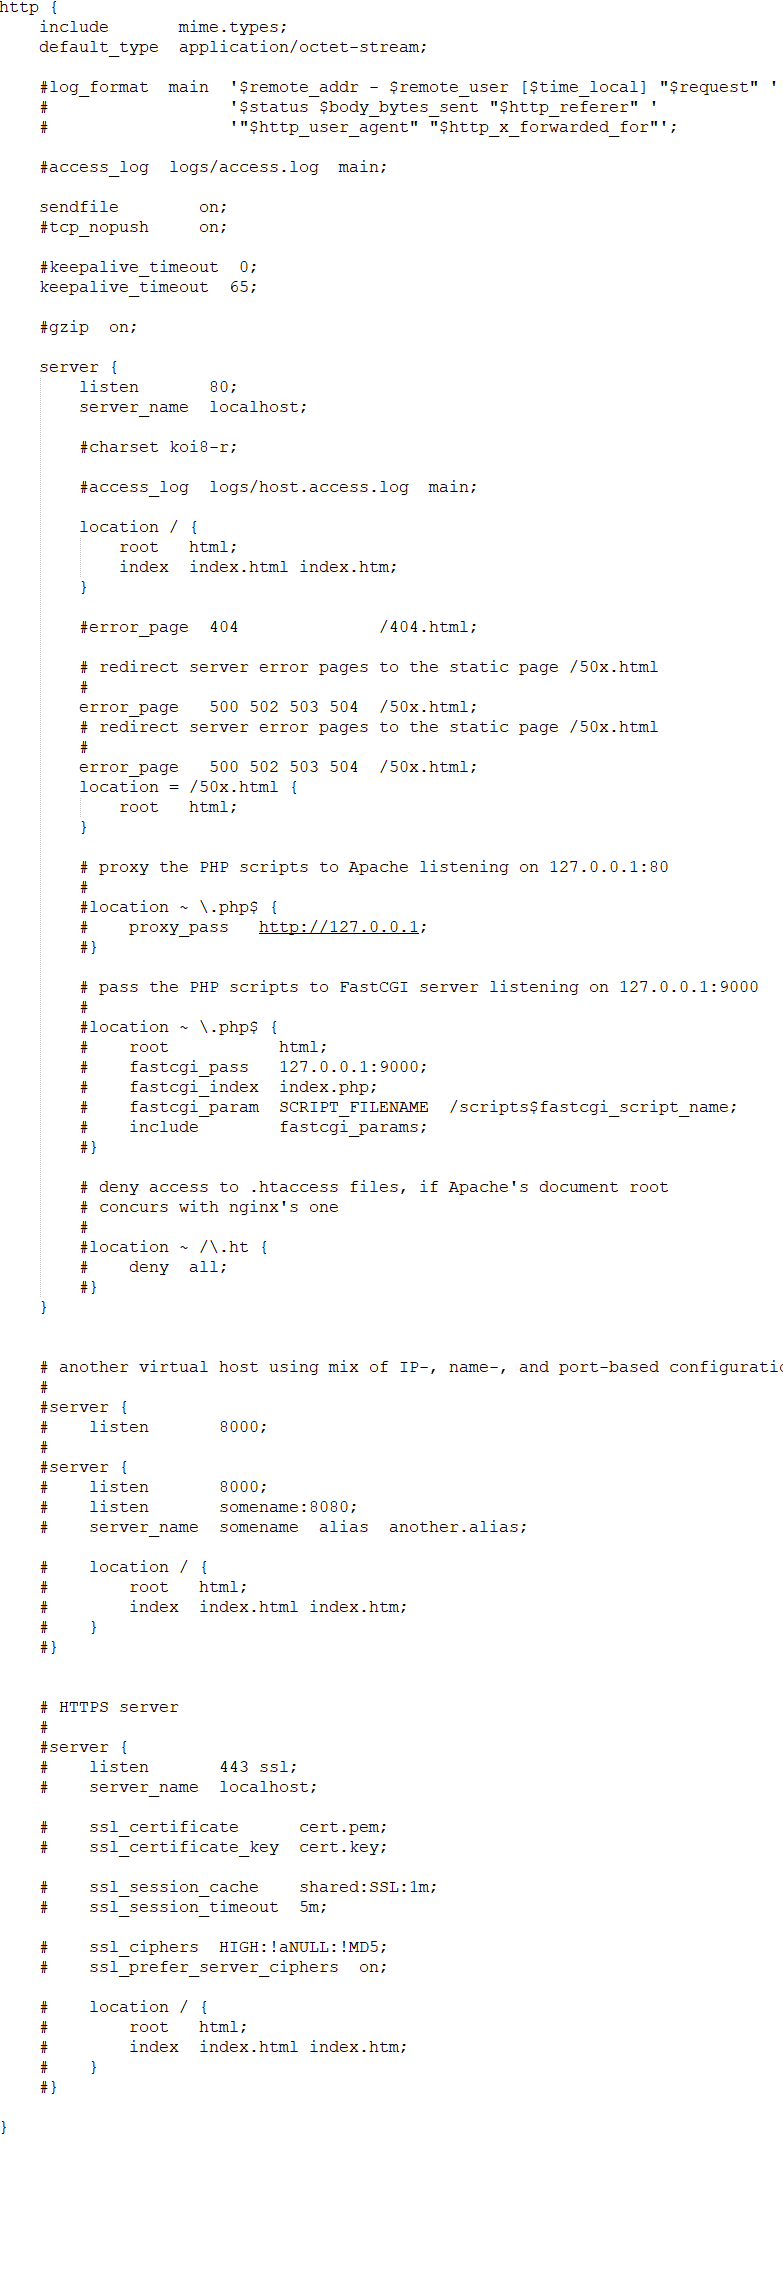 http {
    include       mime.types;
    default_type  application/octet-stream;

    #log_format  main  '$remote_addr - $remote_user [$time_local] "$request" '
    #                  '$status $body_bytes_sent "$http_referer" '
    #                  '"$http_user_agent" "$http_x_forwarded_for"';

    #access_log  logs/access.log  main;

    sendfile        on;
    #tcp_nopush     on;

    #keepalive_timeout  0;
    keepalive_timeout  65;

    #gzip  on;

    server {
        listen       80;
        server_name  localhost;

        #charset koi8-r;

        #access_log  logs/host.access.log  main;

        location / {
            root   html;
            index  index.html index.htm;
        }

        #error_page  404              /404.html;

        # redirect server error pages to the static page /50x.html
        #
        error_page   500 502 503 504  /50x.html;
        # redirect server error pages to the static page /50x.html
        #
        error_page   500 502 503 504  /50x.html;
        location = /50x.html {
            root   html;
        }

        # proxy the PHP scripts to Apache listening on 127.0.0.1:80
        #
        #location ~ \.php$ {
        #    proxy_pass   http://127.0.0.1;
        #}

        # pass the PHP scripts to FastCGI server listening on 127.0.0.1:9000
        #
        #location ~ \.php$ {
        #    root           html;
        #    fastcgi_pass   127.0.0.1:9000;
        #    fastcgi_index  index.php;
        #    fastcgi_param  SCRIPT_FILENAME  /scripts$fastcgi_script_name;
        #    include        fastcgi_params;
        #}

        # deny access to .htaccess files, if Apache's document root
        # concurs with nginx's one
        #
        #location ~ /\.ht {
        #    deny  all;
        #}
    }


    # another virtual host using mix of IP-, name-, and port-based
    #
    #server {
    #    listen       8000;
    #
    #server {
    #    listen       8000;
    #    listen       somename:8080;
    #    server_name  somename  alias  another.alias;

    #    location / {
    #        root   html;
    #        index  index.html index.htm;
    #    }
    #}


    # HTTPS server
    #
    #server {
    #    listen       443 ssl;
    #    server_name  localhost;

    #    ssl_certificate      cert.pem;
    #    ssl_certificate_key  cert.key;

    #    ssl_session_cache    shared:SSL:1m;
    #    ssl_session_timeout  5m;

    #    ssl_ciphers  HIGH:!aNULL:!MD5;
    #    ssl_prefer_server_ciphers  on;

    #    location / {
    #        root   html;
    #        index  index.html index.htm;
    #    }
    #}

}